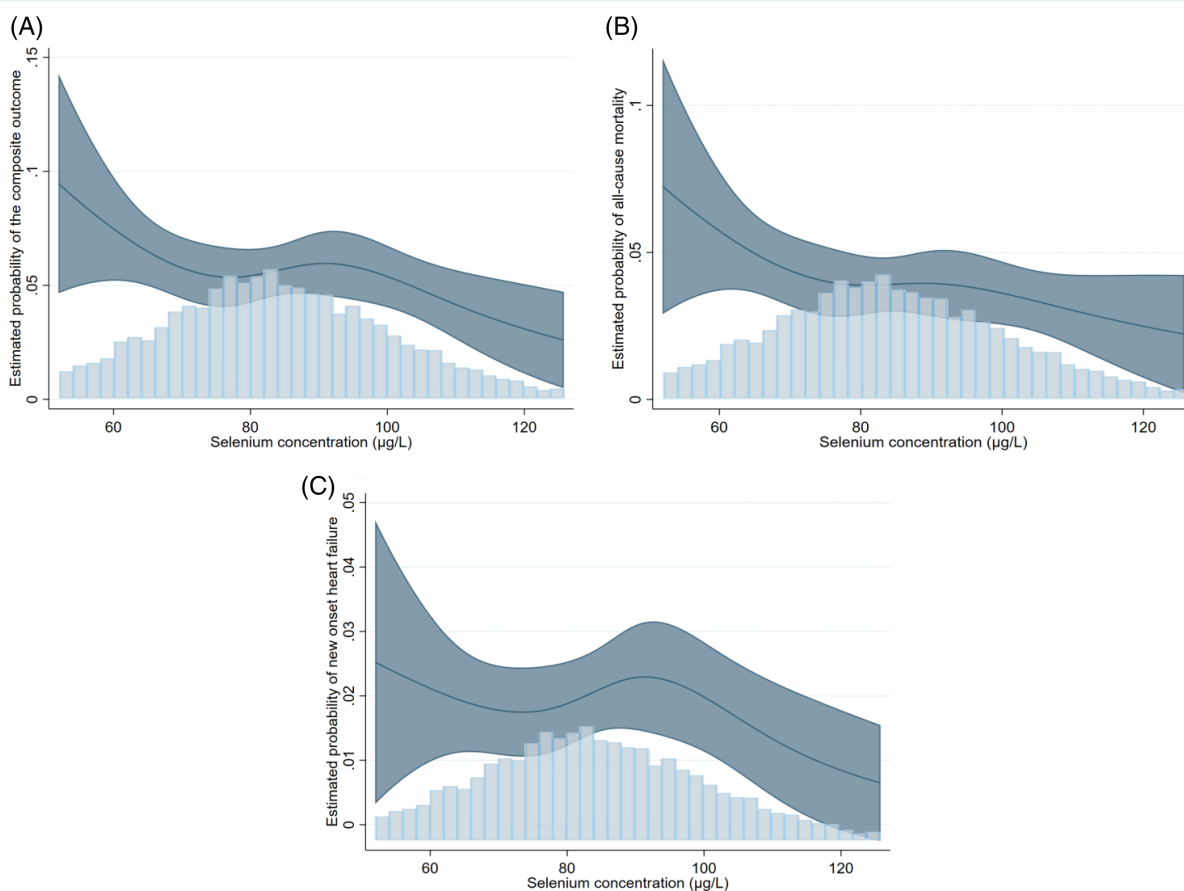 (A)
Estimated probability of the composite outcome
.15
.1
.05
0
60 80 100 120
Selenium concentration (µg/L)
(B)
Estimated probability of all-cause mortality
.1
.05
0
60 80 100 120
Selenium concentration (µg/L)
(C)
Estimated probability of new onset heart failure
.05
.04
.03
.02
.01
0
60 80 100 120
Selenium concentration (µg/L)